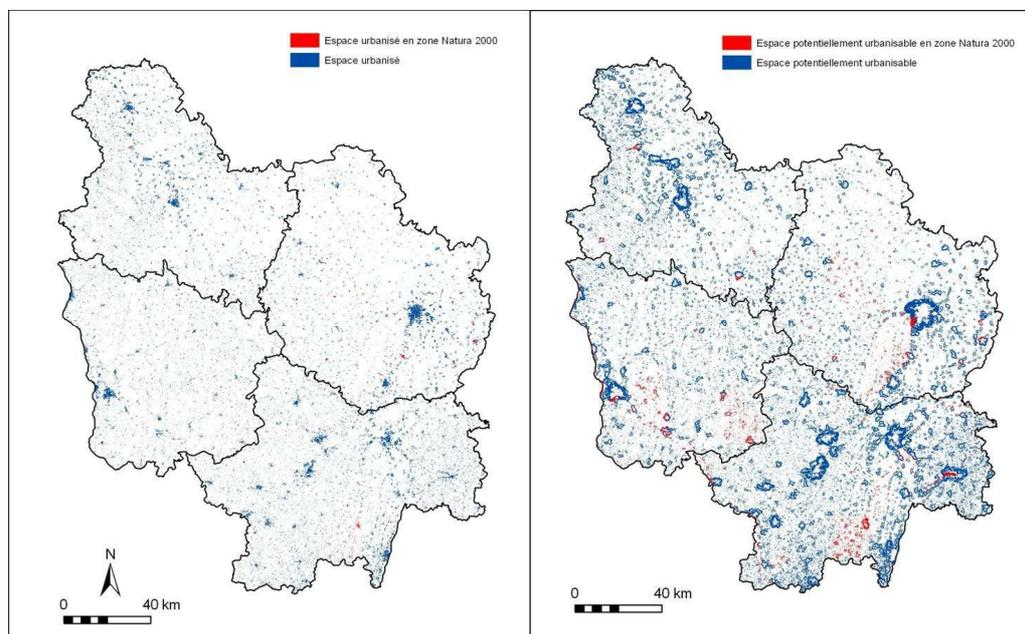 Espace urbanisé en zone Natura 2000
Espace urbanisé
N
0 40 km
Espace potentiellement urbanisable en zone Natura 2000
Espace potentiellement urbanisable
0 40 km